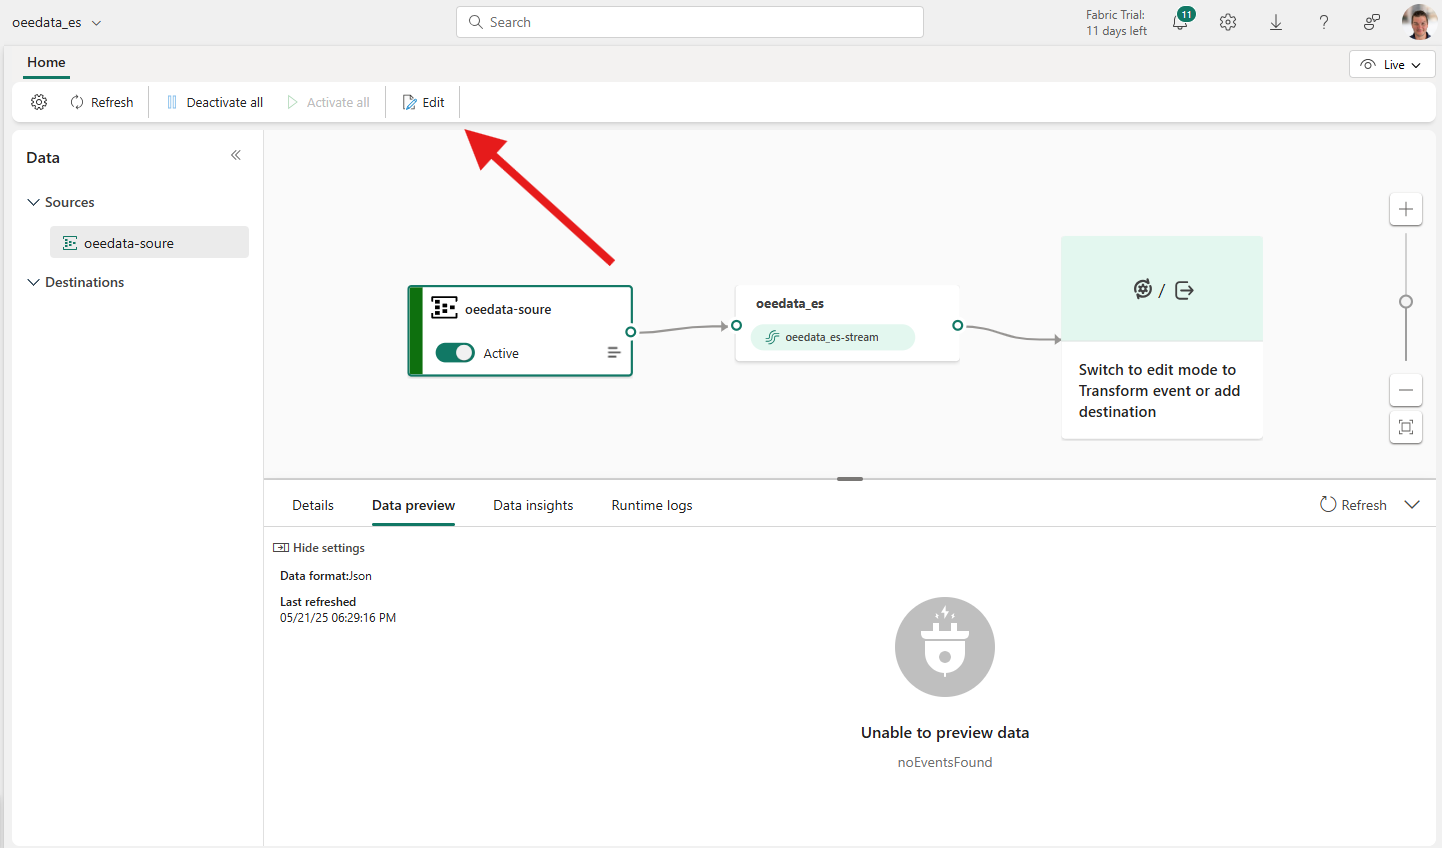 oeedata_es
Search
Fabric Trial:
11 days left
11
Home
Live
Refresh
Deactivate all
Activate all
Edit
Data
Sources
oeedata-soure
Destinations
oeedata-soure
Active
oeedata_es
oeedata_es-stream
/
Switch to edit mode to
Transform event or add
destination
Details
Data preview
Data insights
Runtime logs
Refresh
Hide settings
Data format:Json
Last refreshed
05/21/25 06:29:16 PM
Unable to preview data
noEventsFound